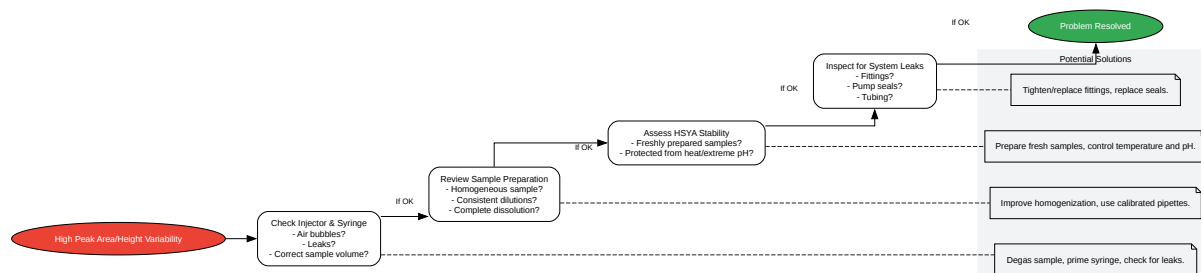 High Peak Area/Height Variability
Check Injector & Syringe
- Air bubbles?
- Leaks?
- Correct sample volume?
If OK
Review Sample Preparation
- Homogeneous sample?
- Consistent dilutions?
- Complete dissolution?
If OK
Assess HSYA Stability
- Freshly prepared samples?
- Protected from heat/extreme pH?
If OK
Inspect for System Leaks
- Fittings?
- Pump seals?
- Tubing?
If OK
Problem Resolved
Potential Solutions
Tighten/replace fittings, replace seals.
Prepare fresh samples, control temperature and pH.
Improve homogenization, use calibrated pipettes.
Degas sample, prime syringe, check for leaks.